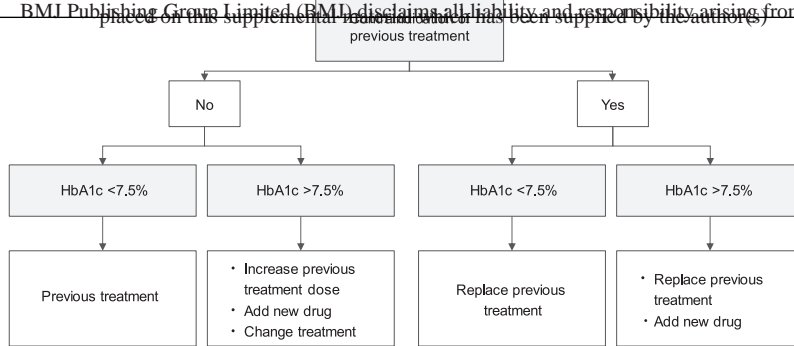 BMJ Publishing Group Limited (BMJ) disclaims all liability and responsibility arising from
placed on this supplemental material which has been supplied by the author(s)
previous treatment
No
Yes
HbA1c <7.5%
HbA1c >7.5%
HbA1c <7.5%
HbA1c >7.5%
Previous treatment
• Increase previous
treatment dose
• Add new drug
• Change treatment
Replace previous
treatment
• Replace previous
treatment
• Add new drug